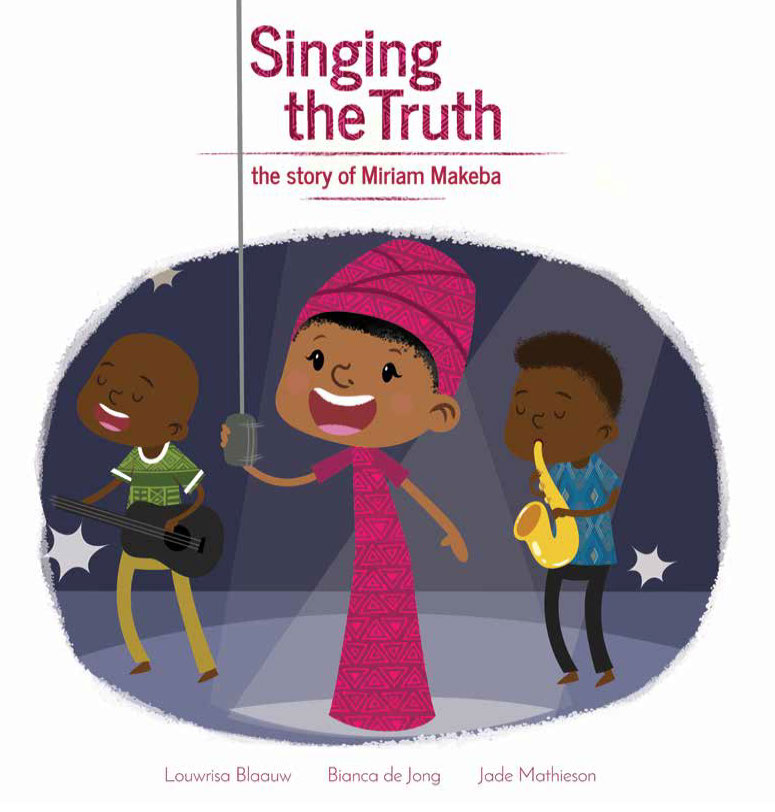 Singing
the Truth
the story of Miriam Makeba
Louwrisa Blaauw Bianca de Jong Jade Mathieson